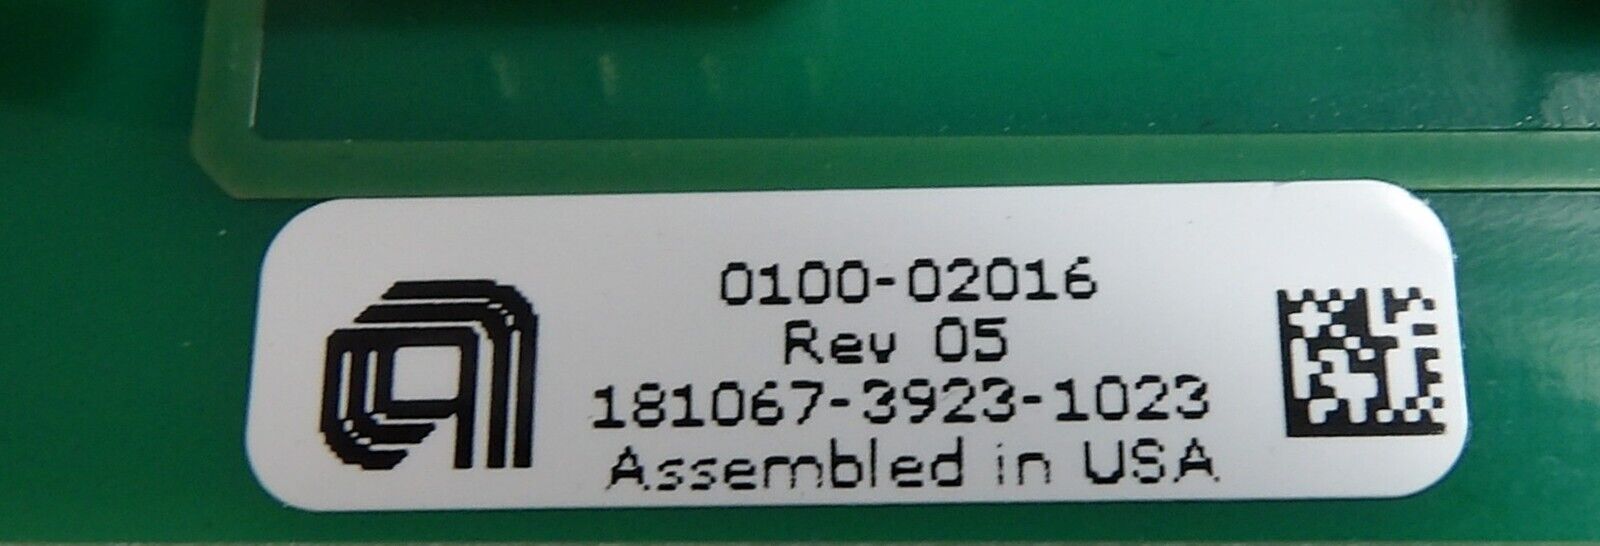 0100-02016
Rev 05
181067-3923-1023
Assembled in USA